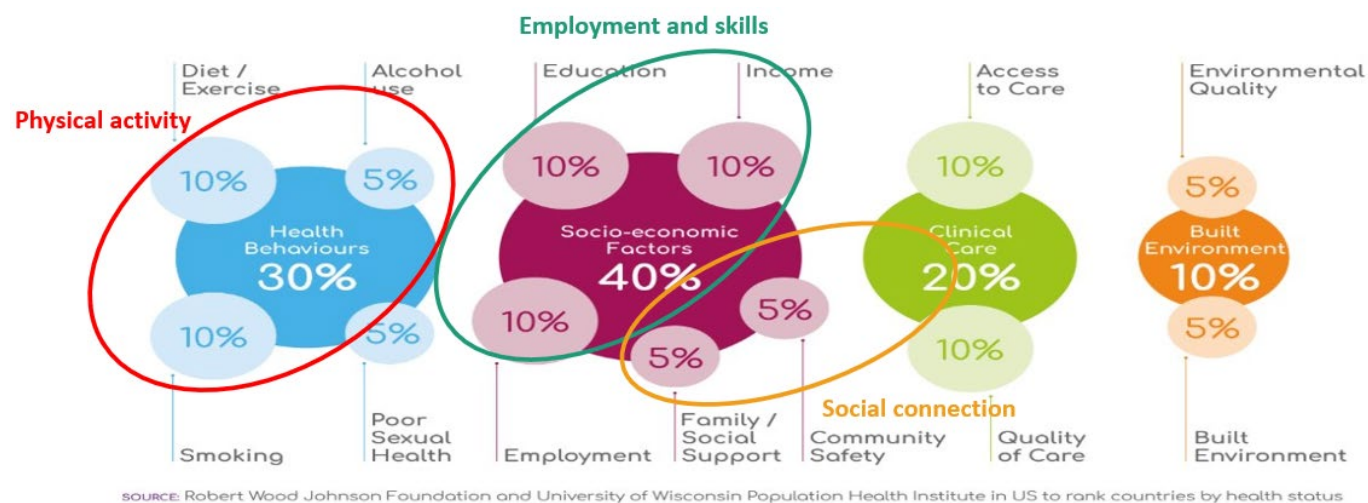 Employment and skills
Diet /
Exercise
Alcohol
use
Education
Income
Access
to Care
Environmental
Quality
Physical activity
10%
5%
10%
10%
10%
5%
Health
Behaviours
30%
Socio-economic
Factors
40%
Clinical
Care
20%
Built
Environment
10%
10%
5%
10%
5%
5%
10%
5%
Social connection
Smoking
Poor
Sexual
Health
Employment
Family /
Social
Support
Community
Safety
Quality
of Care
Built
Environment
SOURCE: Robert Wood Johnson Foundation and University of Wisconsin Population Health Institute in US to rank countries by health status